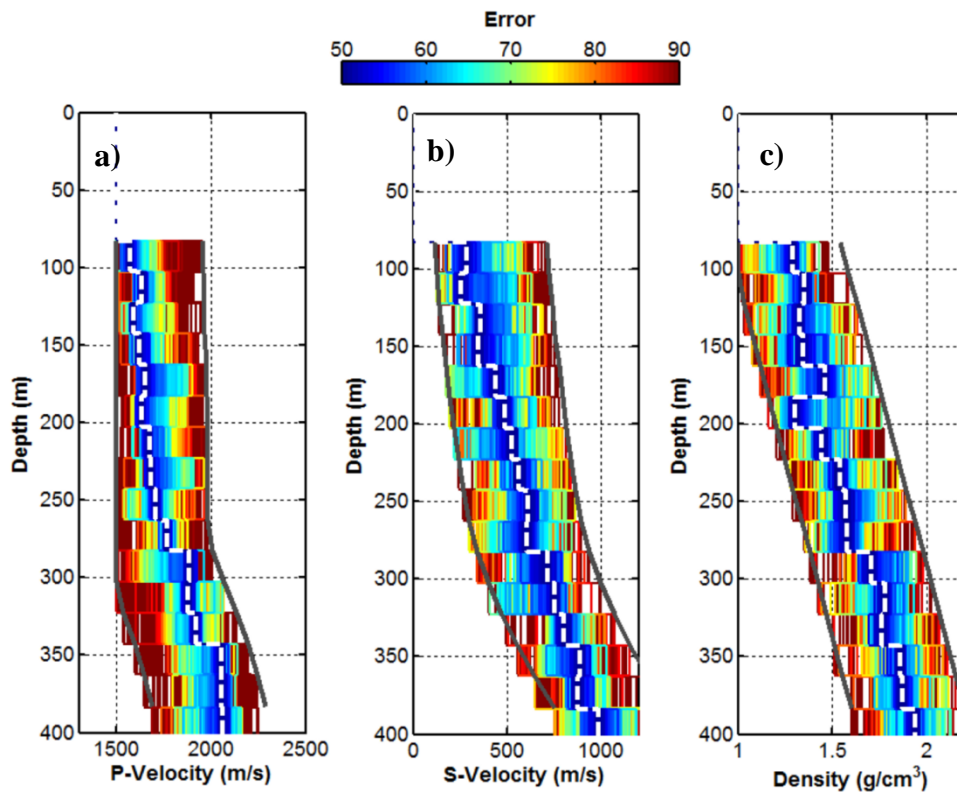 Error
50 60 70 80 90
a)
0
50
100
150
200
250
300
350
400
Depth (m)
1500 2000 2500
P-Velocity (m/s)
b)
0
50
100
150
200
250
300
350
400
Depth (m)
0 500 1000
S-Velocity (m/s)
c)
0
50
100
150
200
250
300
350
400
Depth (m)
1 1.5 2
Density (g/cm³)